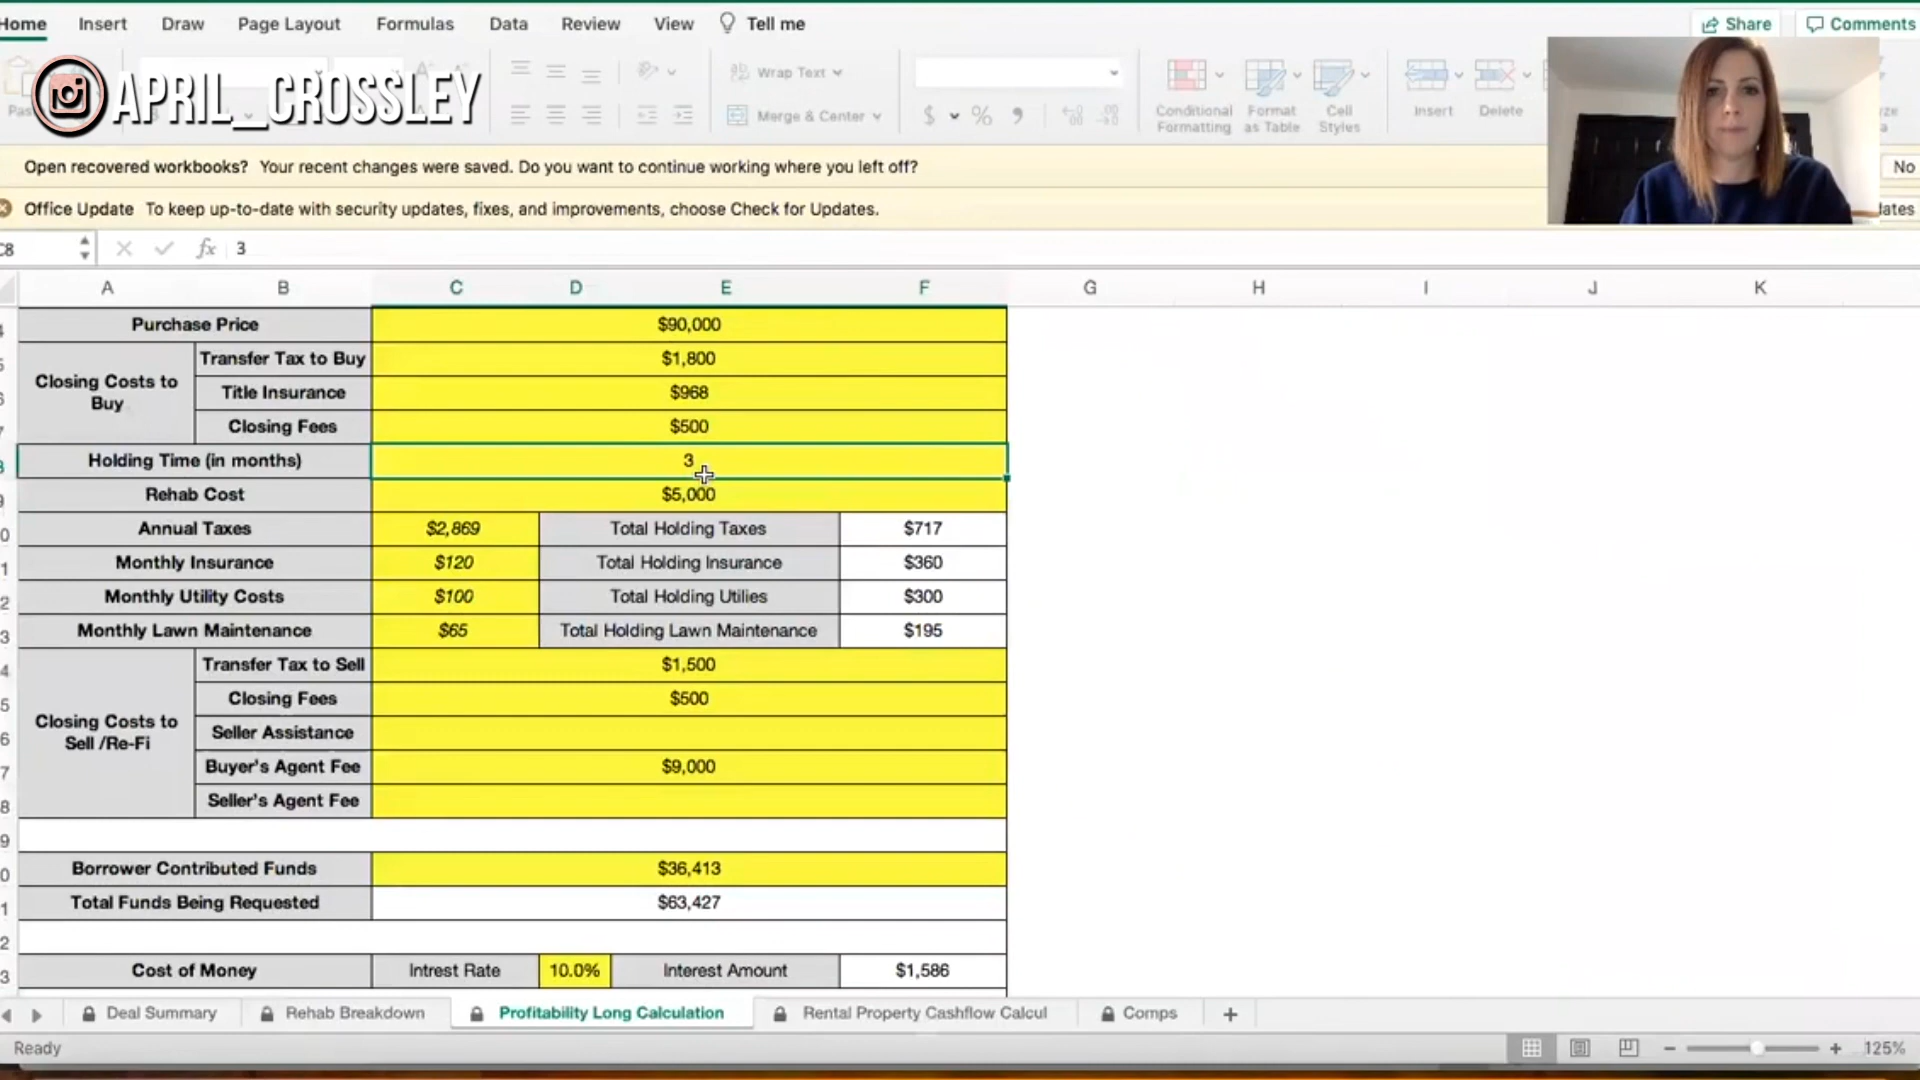 Home Insert Draw Page Layout Formulas Data Review View Tell me Share Comments
APRIL_CROSSLEY
Wrap Text
Merge & Center
$ % ,
Conditional Formatting
Format as Table
Cell Styles
Insert
Delete
Open recovered workbooks? Your recent changes were saved. Do you want to continue working where you left off? No
Office Update To keep up-to-date with security updates, fixes, and improvements, choose Check for Updates.
C8 fx 3
A B C D E F G H I J K
Purchase Price $90,000
Closing Costs to Buy
Transfer Tax to Buy $1,800
Title Insurance $968
Closing Fees $500
Holding Time (in months) 3
Rehab Cost $5,000
Annual Taxes $2,869 Total Holding Taxes $717
Monthly Insurance $120 Total Holding Insurance $360
Monthly Utility Costs $100 Total Holding Utilies $300
Monthly Lawn Maintenance $65 Total Holding Lawn Maintenance $195
Closing Costs to Sell /Re-Fi
Transfer Tax to Sell $1,500
Closing Fees $500
Seller Assistance
Buyer's Agent Fee $9,000
Seller's Agent Fee
Borrower Contributed Funds $36,413
Total Funds Being Requested $63,427
Cost of Money Intrest Rate 10.0% Interest Amount $1,586
Deal Summary Rehab Breakdown Profitability Long Calculation Rental Property Cashflow Calcul Comps +
Ready 125%